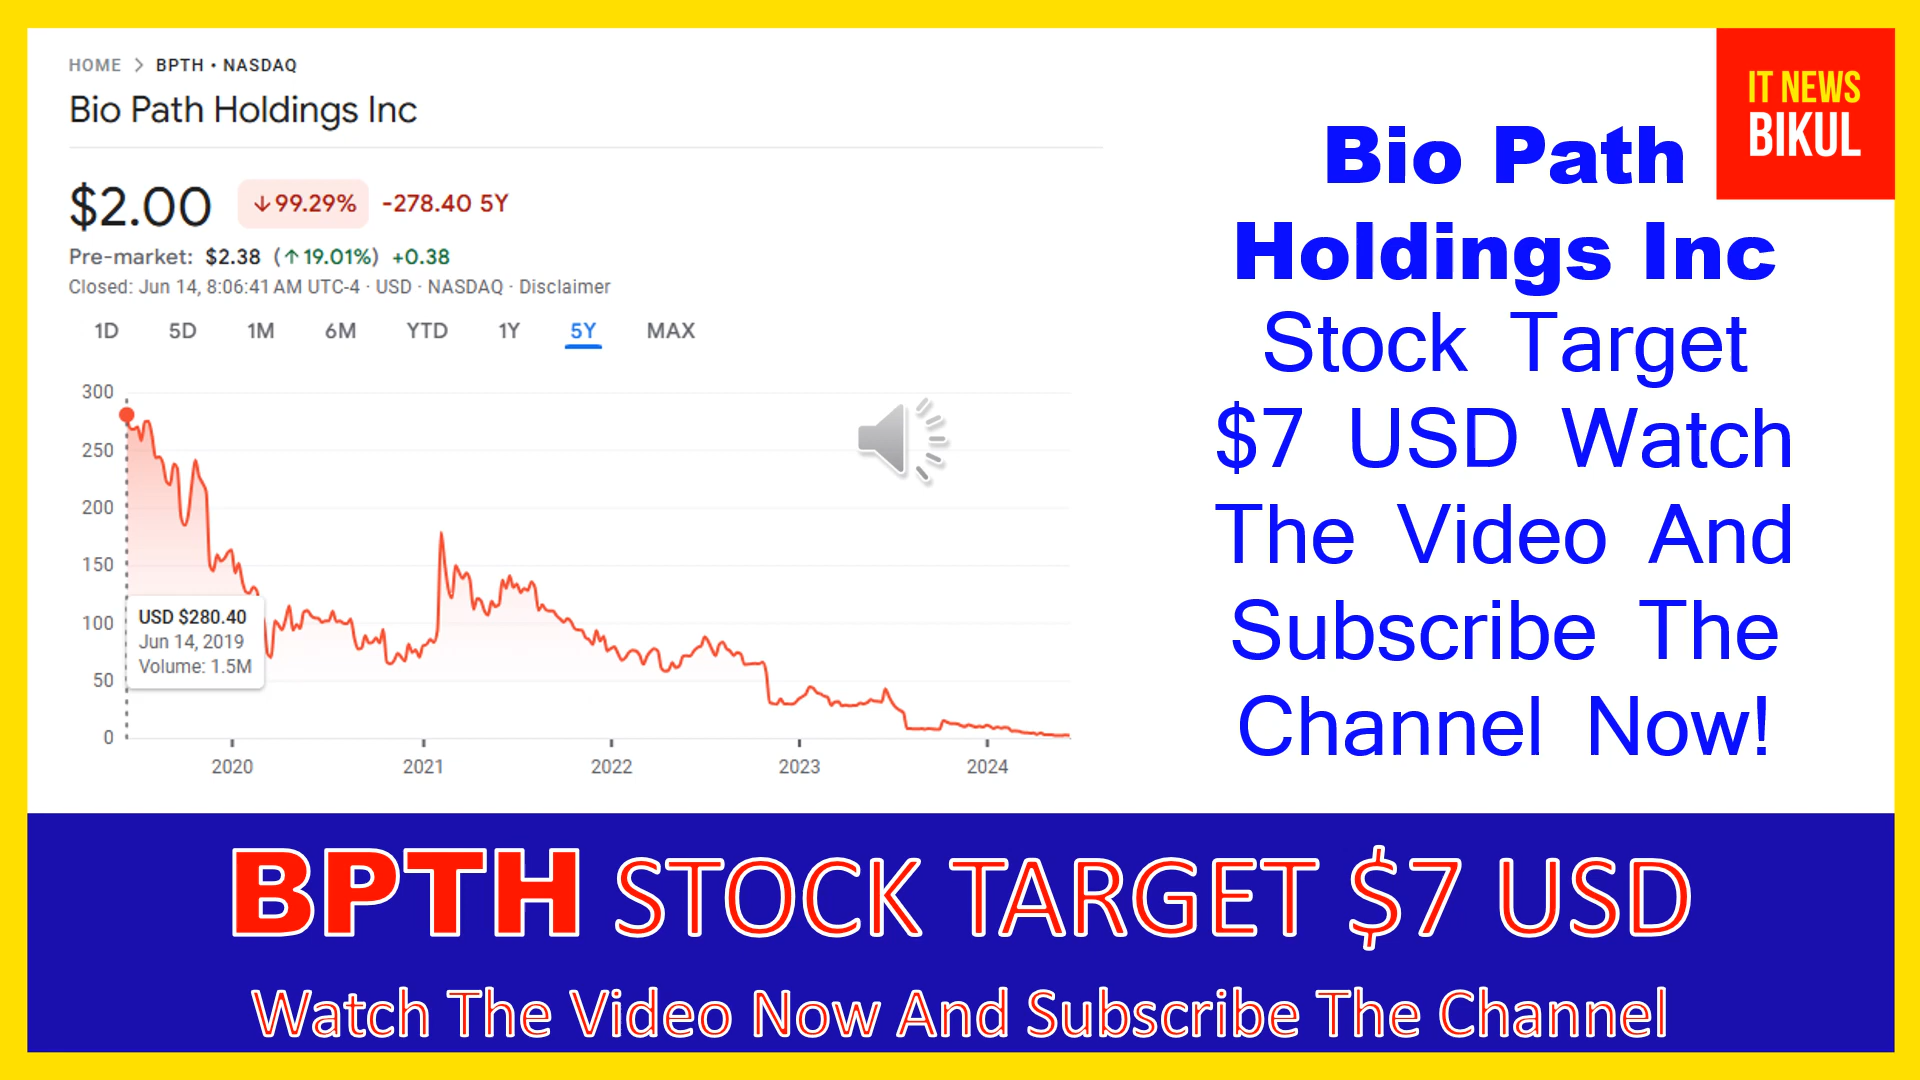 HOME > BPTH • NASDAQ
Bio Path Holdings Inc
$2.00 ↓99.29% -278.40 5Y
Pre-market: $2.38 (↑19.01%) +0.38
Closed: Jun 14, 8:06:41 AM UTC-4 · USD · NASDAQ · Disclaimer
1D 5D 1M 6M YTD 1Y 5Y MAX
300
250
200
150
100
50
0
USD $280.40
Jun 14, 2019
Volume: 1.5M
2020 2021 2022 2023 2024
IT NEWS
BIKUL
Bio Path
Holdings Inc
Stock Target
$7 USD Watch
The Video And
Subscribe The
Channel Now!
BPTH STOCK TARGET $7 USD
Watch The Video Now And Subscribe The Channel